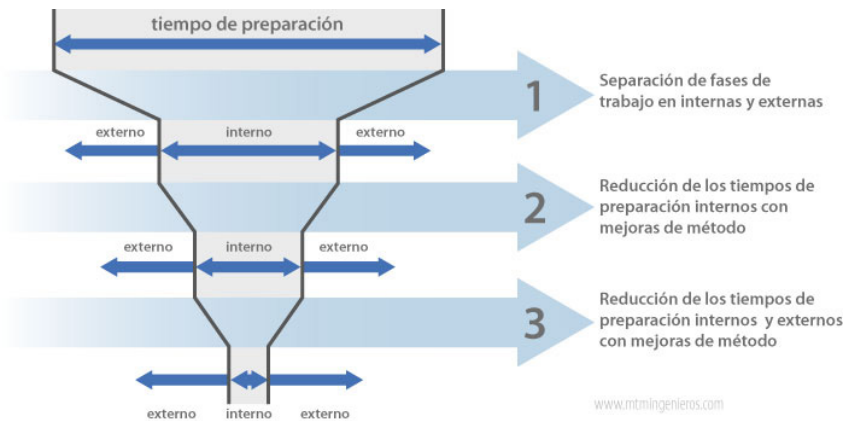 tiempo de preparación
1
Separación de fases de
trabajo en internas y externas
externo interno externo
2
Reducción de los tiempos de
preparación internos con
mejoras de método
externo interno externo
3
Reducción de los tiempos de
preparación internos y externos
con mejoras de método
externo interno externo
www.mtmingenieros.com